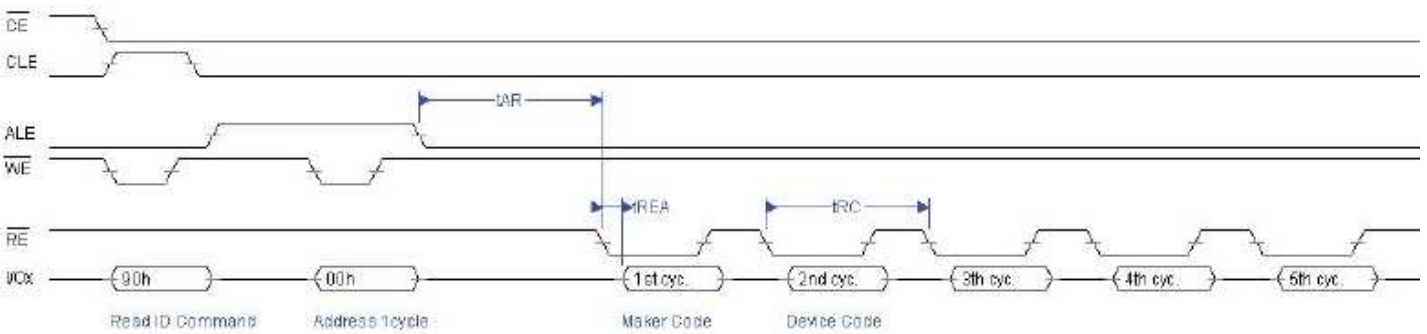 CE
CLE
tAR
ALE
WE
tREA
tRC
RE
I/Ox 90h 00h 1st cyc. 2nd cyc. 3th cyc. 4th cyc. 5th cyc.
Read ID Command Address 1cycle Maker Code Device Code